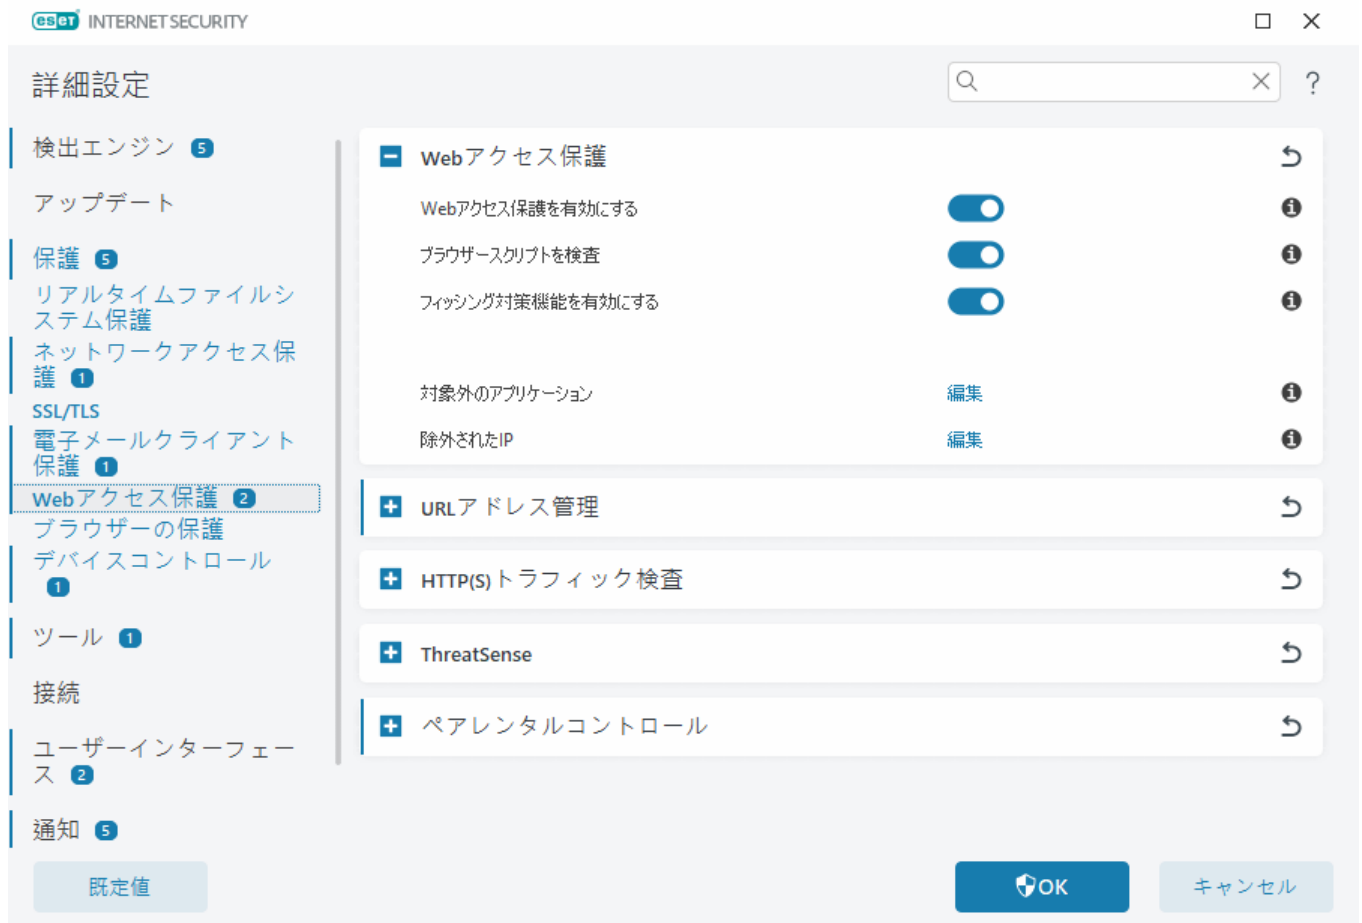 eset INTERNET SECURITY
詳細設定
?
検出エンジン 5
アップデート
保護 5
リアルタイムファイルシ
ステム保護
ネットワークアクセス保
護 1
SSL/TLS
電子メールクライアント
保護 1
Webアクセス保護 2
ブラウザーの保護
デバイスコントロール
1
ツール 1
接続
ユーザーインターフェー
ス 2
通知 5
Webアクセス保護
Webアクセス保護を有効にする
ブラウザースクリプトを検査
フィッシング対策機能を有効にする
対象外のアプリケーション 編集
除外されたIP 編集
URLアドレス管理
HTTP(S)トラフィック検査
ThreatSense
ペアレンタルコントロール
既定値
OK
キャンセル